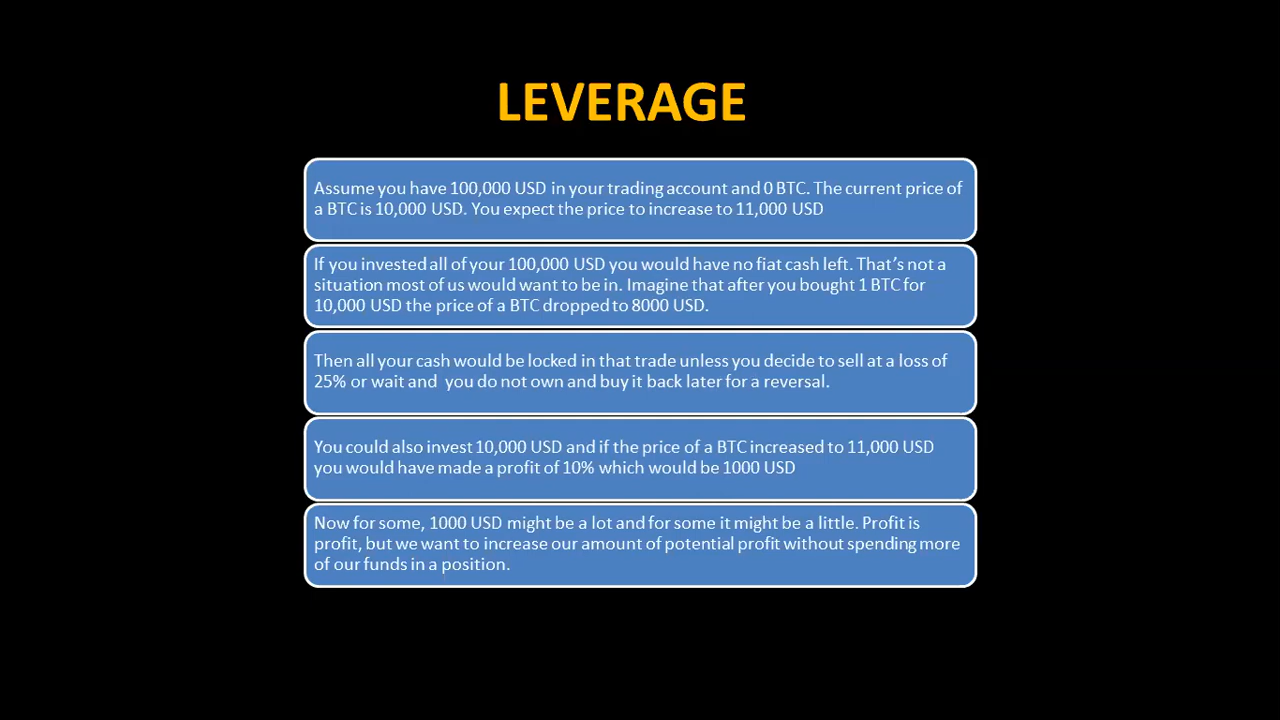 LEVERAGE
Assume you have 100,000 USD in your trading account and 0 BTC. The current price of
a BTC is 10,000 USD. You expect the price to increase to 11,000 USD
If you invested all of your 100,000 USD you would have no fiat cash left. That’s not a
situation most of us would want to be in. Imagine that after you bought 1 BTC for
10,000 USD the price of a BTC dropped to 8000 USD.
Then all your cash would be locked in that trade unless you decide to sell at a loss of
25% or wait and  you do not own and buy it back later for a reversal.
You could also invest 10,000 USD and if the price of a BTC increased to 11,000 USD
you would have made a profit of 10% which would be 1000 USD
Now for some, 1000 USD might be a lot and for some it might be a little. Profit is
profit, but we want to increase our amount of potential profit without spending more
of our funds in a position.